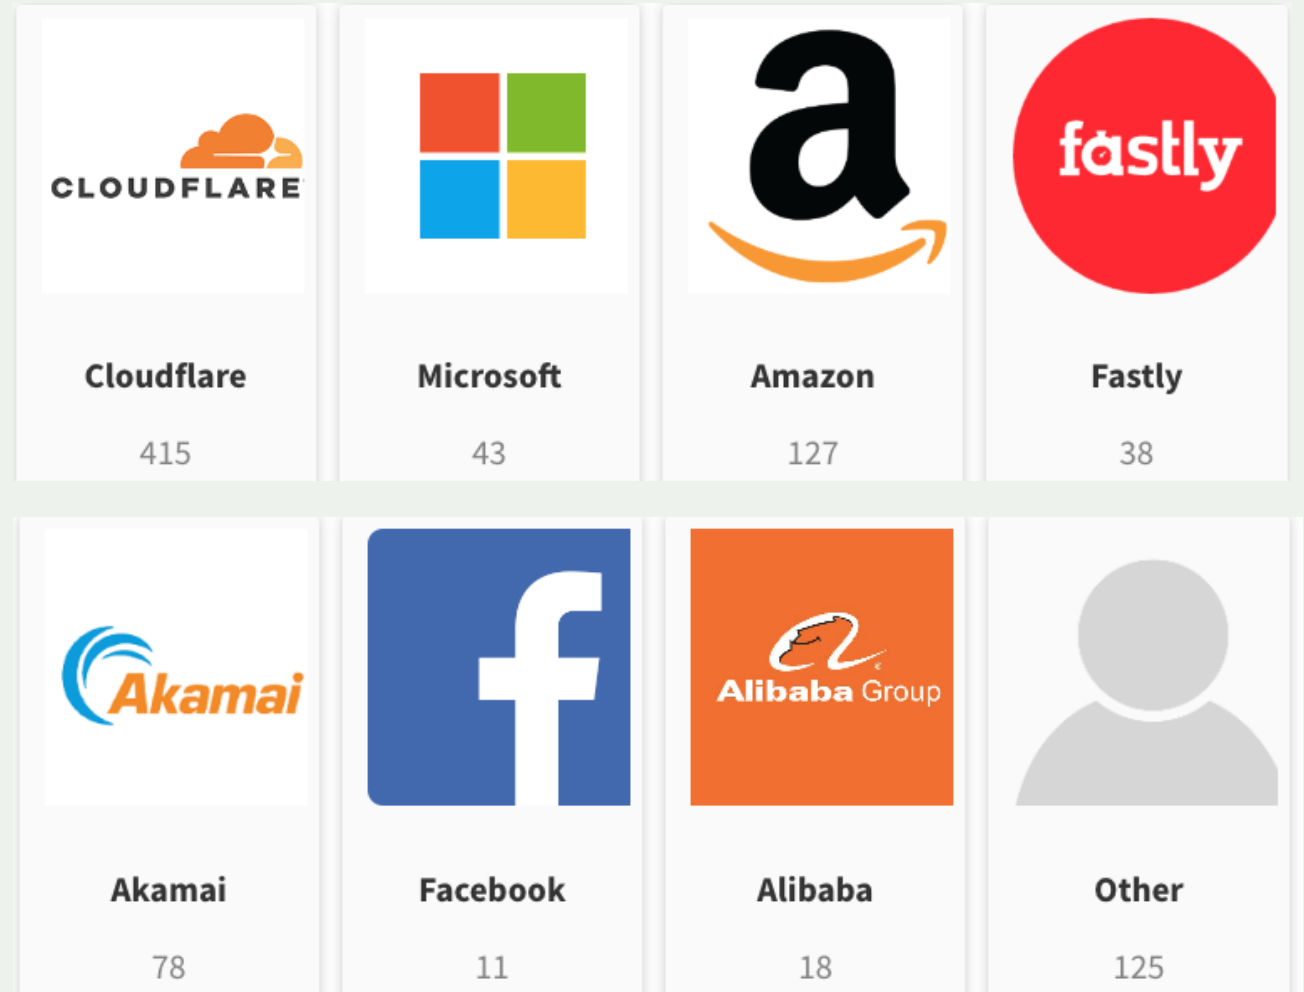 CLOUDFLARE
a
fastly
Cloudflare
Microsoft
Amazon
Fastly
415
43
127
38
Akamai
f
Alibaba Group
Akamai
Facebook
Alibaba
Other
78
11
18
125